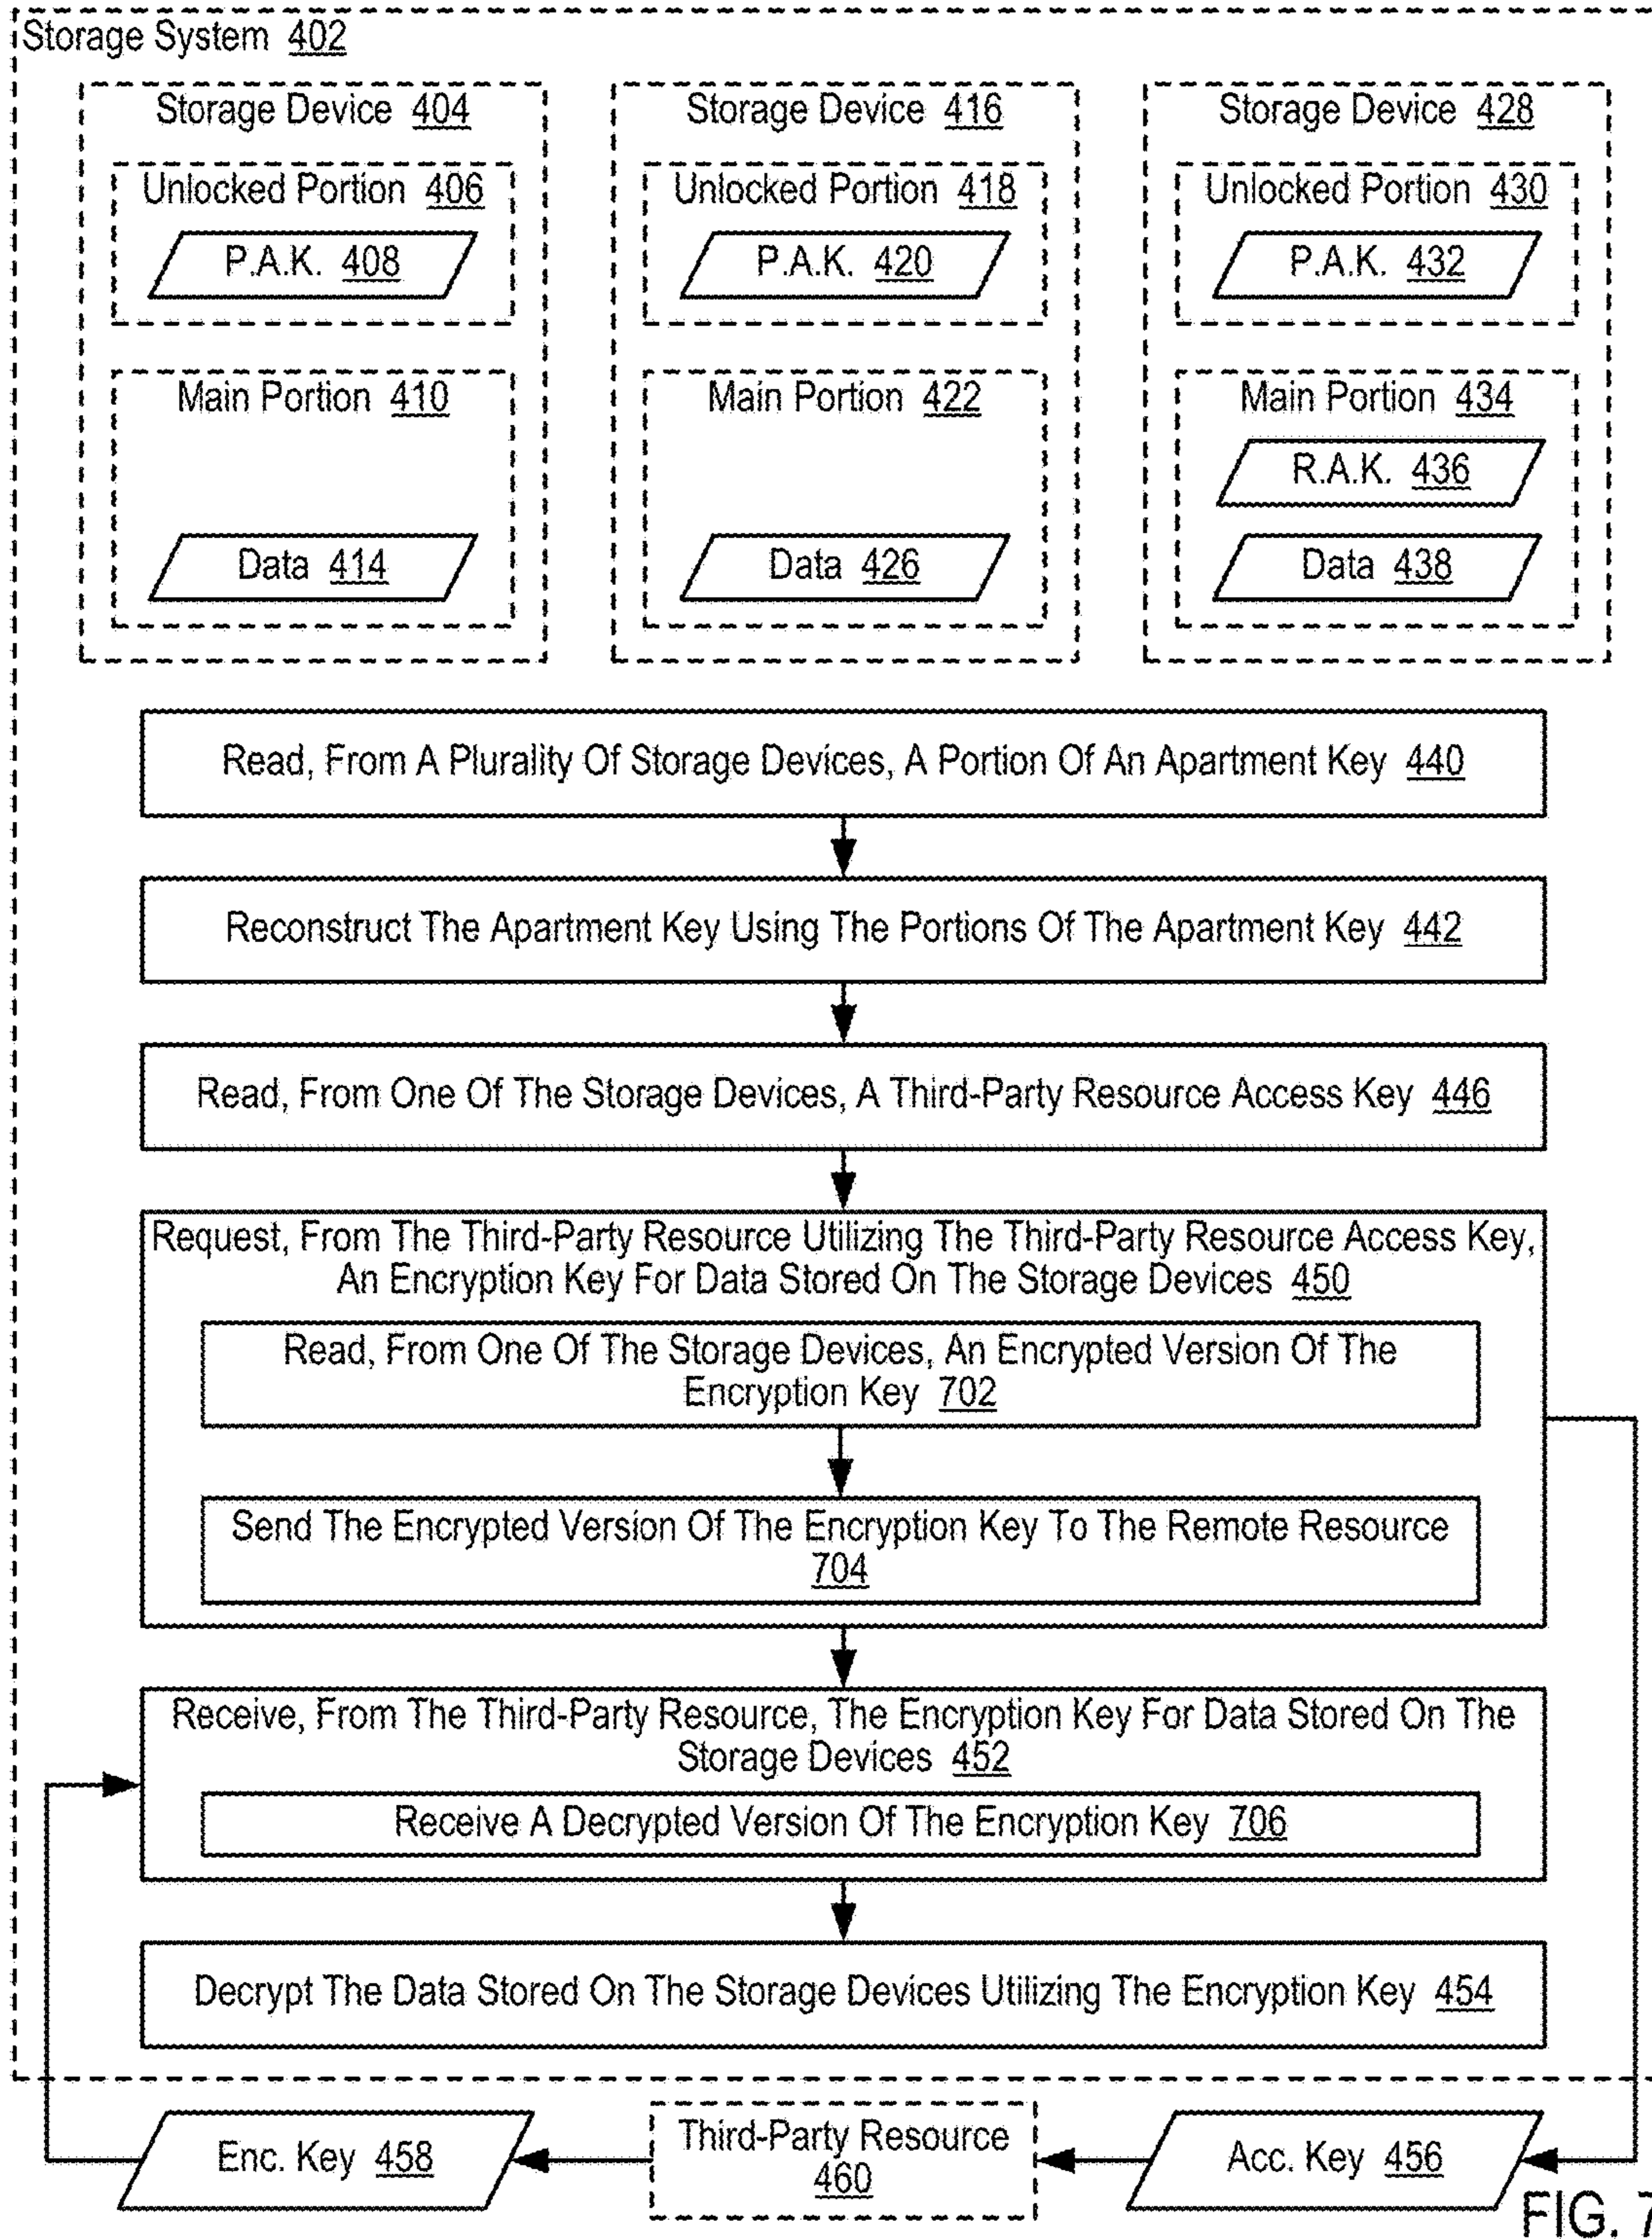 Storage System 402
Storage Device 404
Unlocked Portion 406
P.A.K. 408
Main Portion 410
Data 414
Storage Device 416
Unlocked Portion 418
P.A.K. 420
Main Portion 422
Data 426
Storage Device 428
Unlocked Portion 430
P.A.K. 432
Main Portion 434
R.A.K. 436
Data 438
Read, From A Plurality Of Storage Devices, A Portion Of An Apartment Key 440
Reconstruct The Apartment Key Using The Portions Of The Apartment Key 442
Read, From One Of The Storage Devices, A Third-Party Resource Access Key 446
Request, From The Third-Party Resource Utilizing The Third-Party Resource Access Key,
An Encryption Key For Data Stored On The Storage Devices 450
Read, From One Of The Storage Devices, An Encrypted Version Of The
Encryption Key 702
Send The Encrypted Version Of The Encryption Key To The Remote Resource
704
Receive, From The Third-Party Resource, The Encryption Key For Data Stored On The
Storage Devices 452
Receive A Decrypted Version Of The Encryption Key 706
Decrypt The Data Stored On The Storage Devices Utilizing The Encryption Key 454
Enc. Key 458
Third-Party Resource
460
Acc. Key 456
FIG. 7